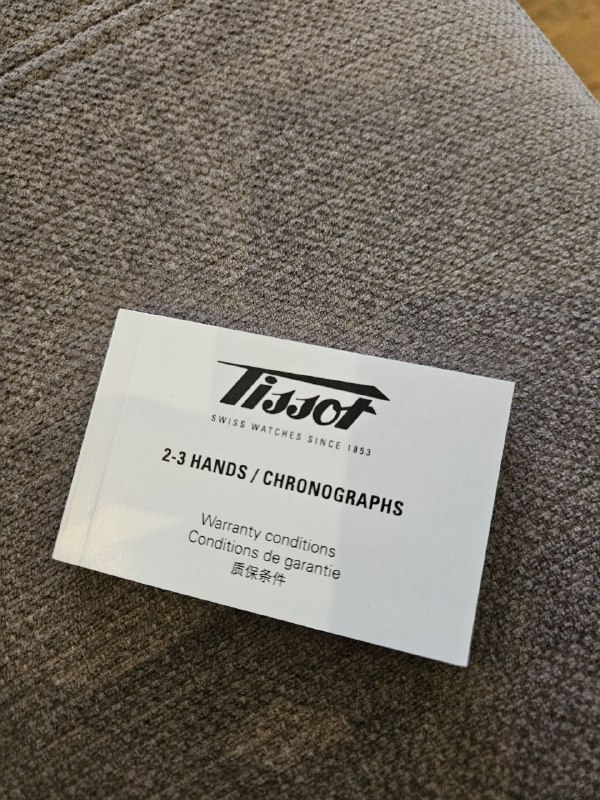 Tissot
SWISS WATCHES SINCE 1853
2-3 HANDS / CHRONOGRAPHS
Warranty conditions
Conditions de garantie
质保条件